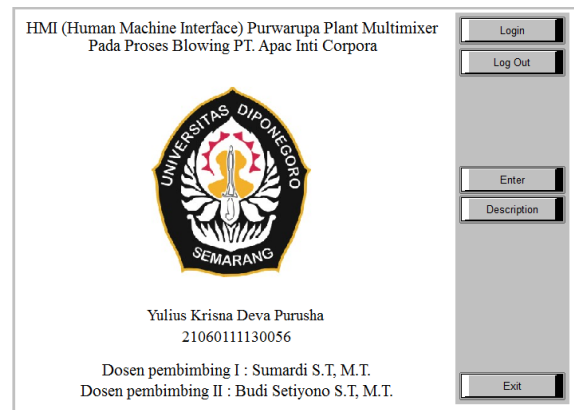 HMI (Human Machine Interface) Purwarupa Plant Multimixer
Pada Proses Blowing PT. Apac Inti Corpora
UNIVERSITAS DIPONEGORO
SEMARANG
Yulius Krisna Deva Purusha
21060111130056
Dosen pembimbing I : Sumardi S.T, M.T.
Dosen pembimbing II : Budi Setiyono S.T, M.T.
Login
Log Out
Enter
Description
Exit